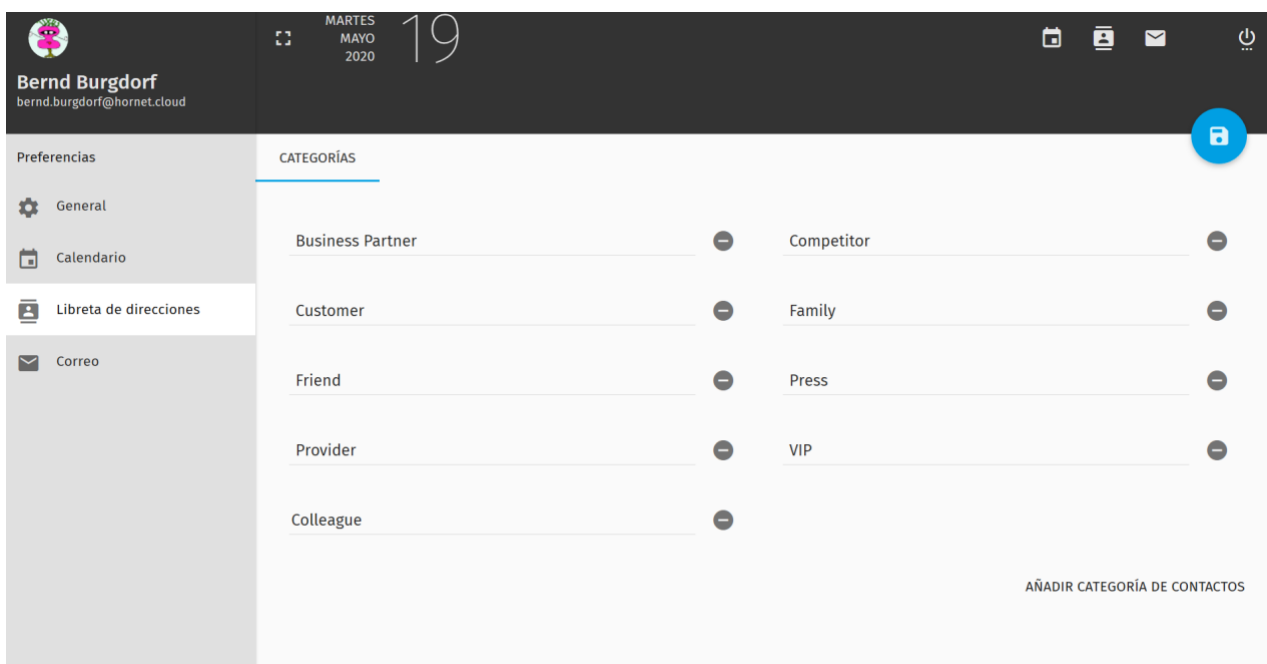 MARTES
MAYO
2020
19
Bernd Burgdorf
bernd.burgdorf@hornet.cloud
Preferencias
General
Calendario
Libreta de direcciones
Correo
CATEGORÍAS
Business Partner
Competitor
Customer
Family
Friend
Press
Provider
VIP
Colleague
AÑADIR CATEGORÍA DE CONTACTOS